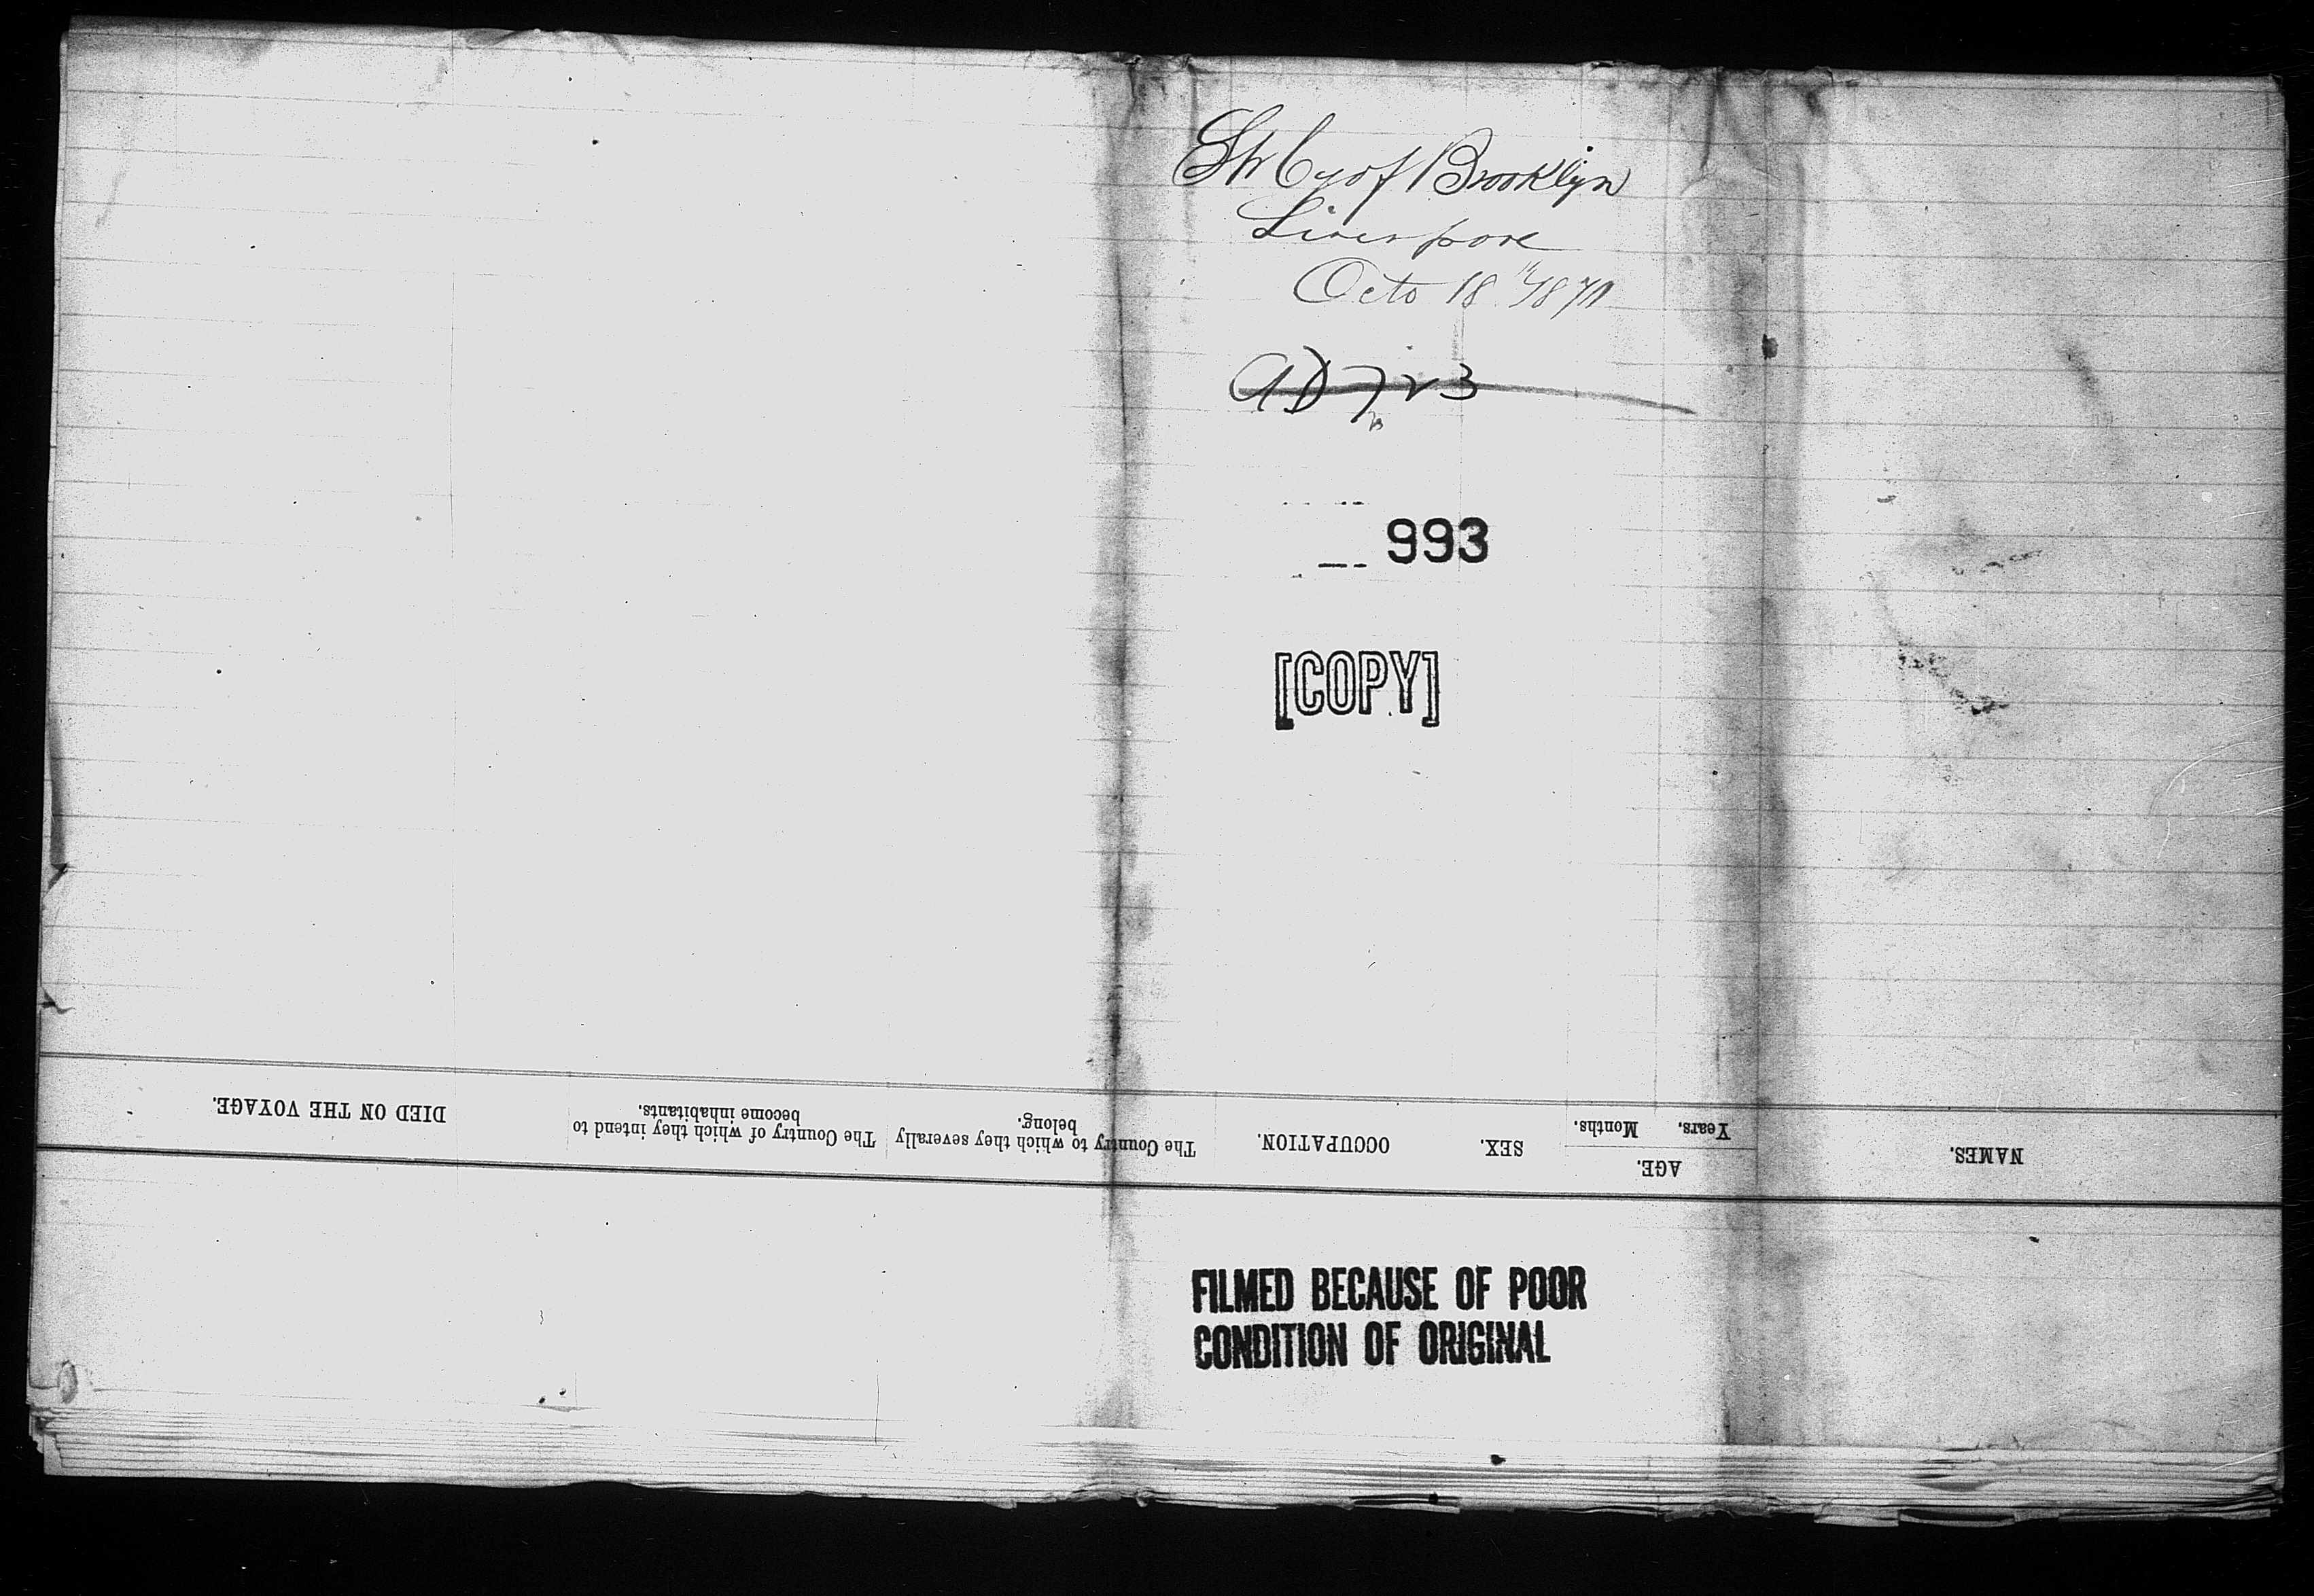 Str Cy of Brooklyn
Liverpool
Octo 18th 1870
993
[COPY]
DIED ON THE VOYAGE.
The Country of which they intend to
become inhabitants.
The Country to which they severally
belong.
OCCUPATION.
SEX.
AGE.
Years. Months.
NAMES.
FILMED BECAUSE OF POOR
CONDITION OF ORIGINAL